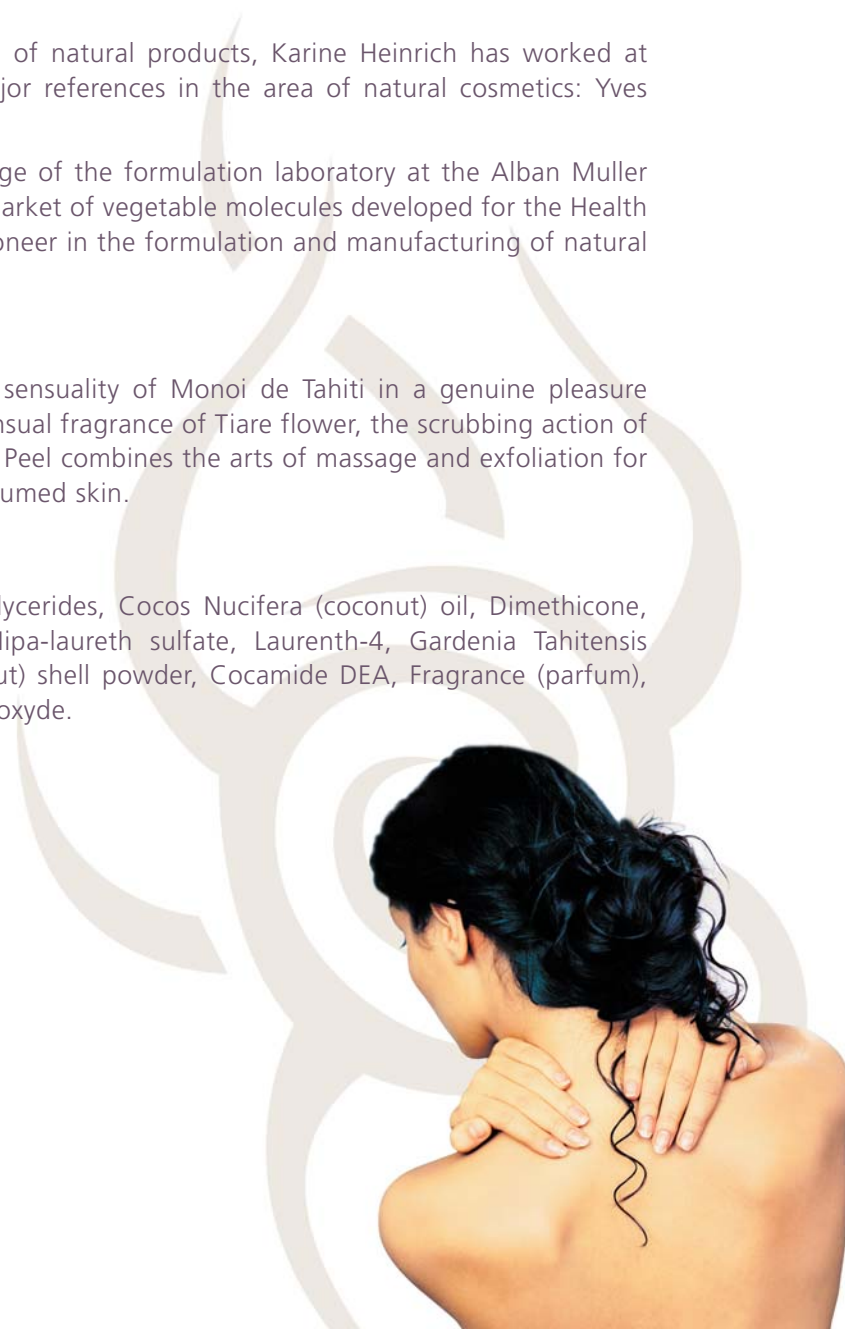 of natural products, Karine Heinrich has worked at
jor references in the area of natural cosmetics: Yves
ge of the formulation laboratory at the Alban Muller
arket of vegetable molecules developed for the Health
oneer in the formulation and manufacturing of natural
sensuality of Monoi de Tahiti in a genuine pleasure
nsual fragrance of Tiare flower, the scrubbing action of
Peel combines the arts of massage and exfoliation for
umed skin.
lycerides, Cocos Nucifera (coconut) oil, Dimethicone,
lipa-laureth sulfate, Laurenth-4, Gardenia Tahitensis
ut) shell powder, Cocamide DEA, Fragrance (parfum),
oxyde.